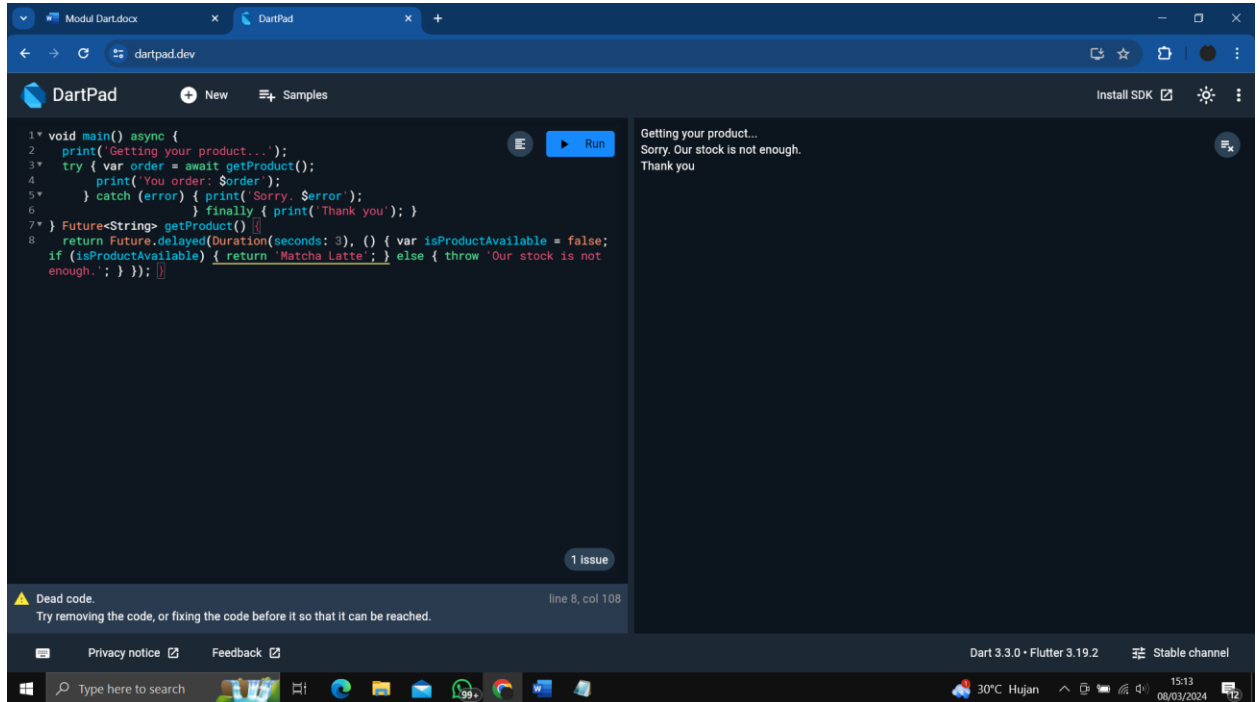 Modul Dart.docx
DartPad
dartpad.dev
DartPad
New
Samples
Install SDK
1 void main() async {
2 print('Getting your product...');
3 try { var order = await getProduct();
4 print('You order: $order');
5 } catch (error) { print('Sorry. $error');
6 } finally { print('Thank you'); }
7 } Future<String> getProduct() {
8 return Future.delayed(Duration(seconds: 3), () { var isProductAvailable = false;
if (isProductAvailable) { return 'Matcha Latte'; } else { throw 'Our stock is not
enough.'; } }); }
Run
Getting your product...
Sorry. Our stock is not enough.
Thank you
1 issue
Dead code.
line 8, col 108
Try removing the code, or fixing the code before it so that it can be reached.
Privacy notice
Feedback
Dart 3.3.0 • Flutter 3.19.2
Stable channel
Type here to search
99+
30°C Hujan
15:13
08/03/2024
12